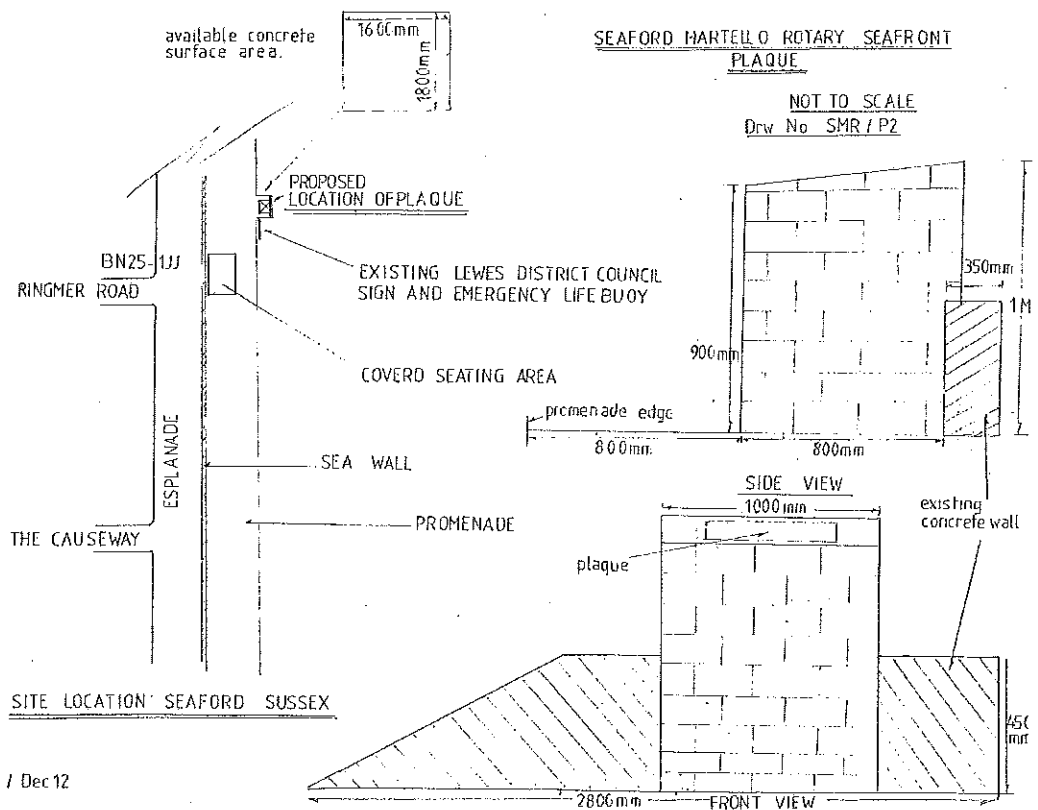 available concrete
surface area.
1600mm
1800mm
SEAFORD MARTELLO ROTARY SEAFRONT
PLAQUE
NOT TO SCALE
Drw No SMR / P2
PROPOSED
LOCATION OF PLAQUE
BN25-1JJ
RINGMER ROAD
EXISTING LEWES DISTRICT COUNCIL
SIGN AND EMERGENCY LIFE BUOY
COVERD SEATING AREA
ESPLANADE
SEA WALL
PROMENADE
THE CAUSEWAY
SITE LOCATION SEAFORD SUSSEX
/ Dec 12
350mm
1M
900mm
promenade edge
800mm
800mm
SIDE VIEW
1000mm
existing
concrete wall
plaque
450
mm
2800mm
FRONT VIEW